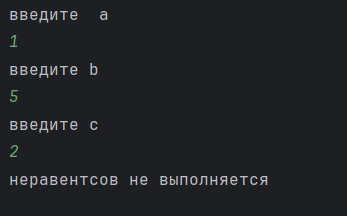 введите  a
1
введите b
5
введите c
2
неравентсов не выполняется